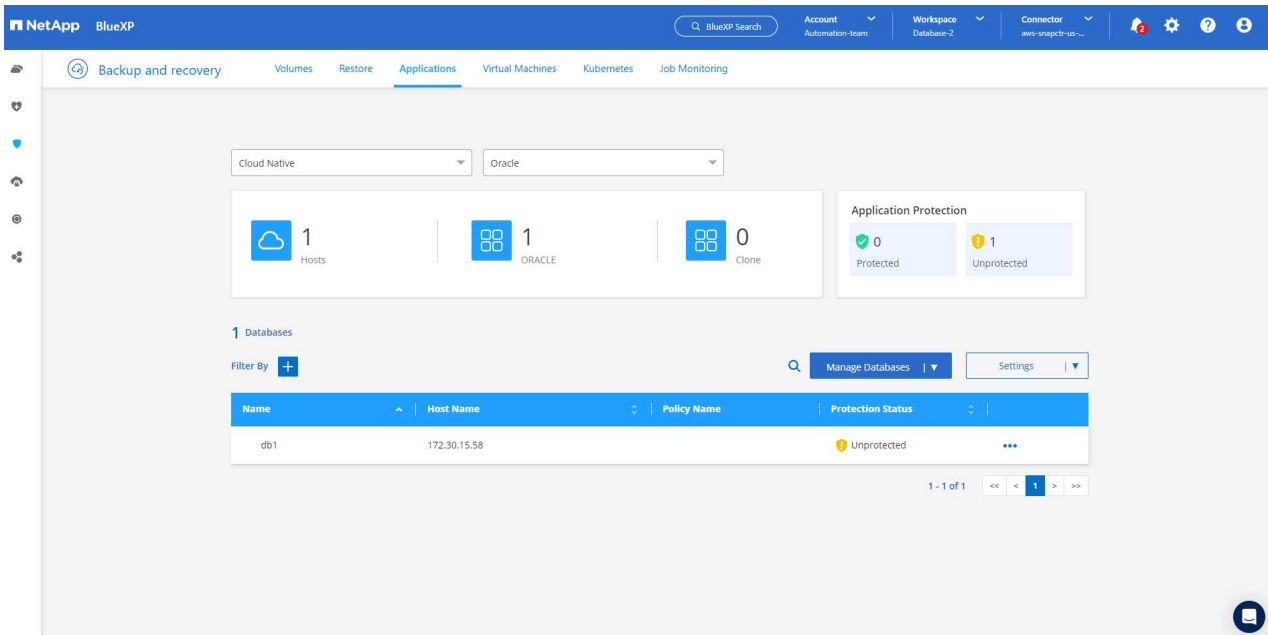 NetApp BlueXP
BlueXP Search
Account
Automation-team
Workspace
Database-2
Connector
aws-snapctr-us-...
2
Backup and recovery
Volumes Restore Applications Virtual Machines Kubernetes Job Monitoring
Cloud Native
Oracle
1
Hosts
1
ORACLE
0
Clone
Application Protection
0
Protected
1
Unprotected
1 Databases
Filter By +
Manage Databases | ▼
Settings | ▼
Name Host Name Policy Name Protection Status
db1 172.30.15.58 Unprotected •••
1 - 1 of 1 << < 1 > >>